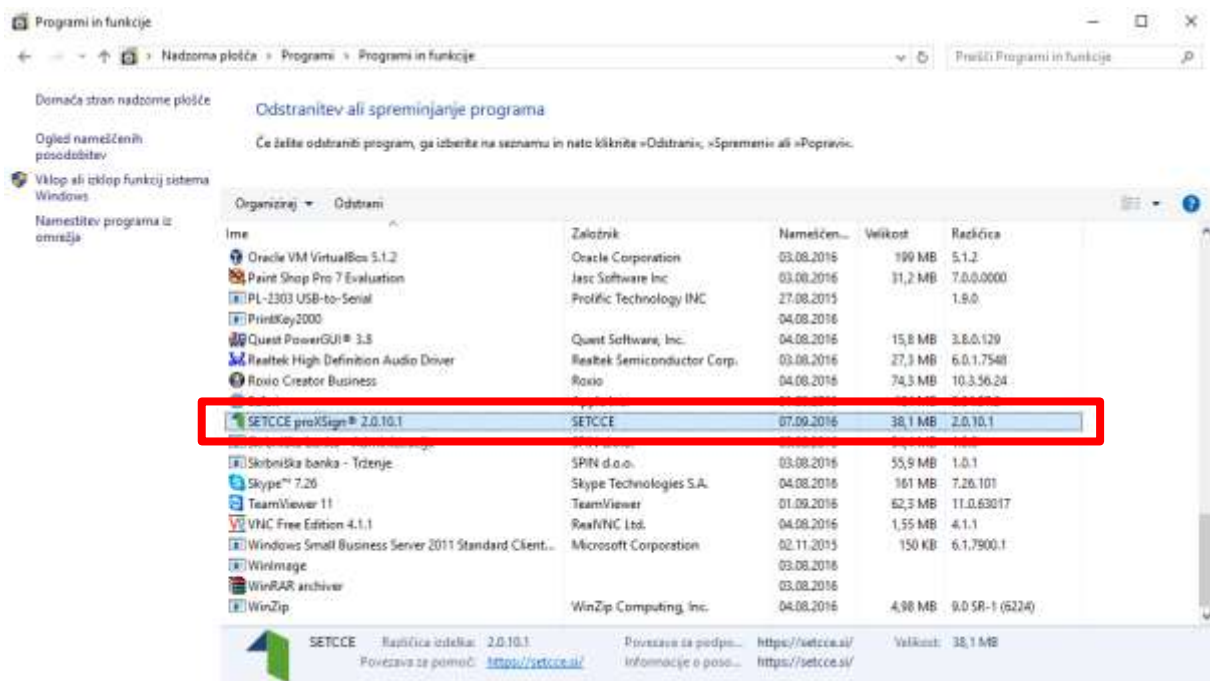 Programi in funkcije
Nadzorna plošča › Programi › Programi in funkcije
Preišči Programi in funkcije
Domača stran nadzorne plošče
Ogled nameščenih
posodobitev
Vklop ali izklop funkcij sistema
Windows
Namestitev programa iz
omrežja
Odstranitev ali spreminjanje programa
Če želite odstraniti program, ga izberite na seznamu in nato kliknite »Odstrani«, »Spremeni« ali »Popravi«.
Organiziraj Odstrani
Ime Založnik Nameščen... Velikost Različica
Oracle VM VirtualBox 5.1.2 Oracle Corporation 03.08.2016 199 MB 5.1.2
Paint Shop Pro 7 Evaluation Jasc Software Inc 03.08.2016 31,2 MB 7.0.0.0000
PL-2303 USB-to-Serial Prolific Technology INC 27.08.2015 1.9.0
PrintKey2000 04.08.2016
Quest PowerGUI® 3.8 Quest Software, Inc. 04.08.2016 15,8 MB 3.8.0.129
Realtek High Definition Audio Driver Realtek Semiconductor Corp. 03.08.2016 27,3 MB 6.0.1.7548
Roxio Creator Business Roxio 04.08.2016 74,3 MB 10.3.56.24
SETCCE proXSign® 2.0.10.1 SETCCE 07.09.2016 38,1 MB 2.0.10.1
Skrbniška banka - Trženje SPIN d.o.o. 03.08.2016 55,9 MB 1.0.1
Skype™ 7.26 Skype Technologies S.A. 04.08.2016 161 MB 7.26.101
TeamViewer 11 TeamViewer 01.09.2016 62,3 MB 11.0.63017
VNC Free Edition 4.1.1 RealVNC Ltd. 04.08.2016 1,55 MB 4.1.1
Windows Small Business Server 2011 Standard Client... Microsoft Corporation 02.11.2015 150 KB 6.1.7900.1
WinImage 03.08.2016
WinRAR archiver 03.08.2016
WinZip WinZip Computing, Inc. 04.08.2016 4,98 MB 9.0 SR-1 (6224)
SETCCE Različica izdelka: 2.0.10.1 Povezava za podpo... https://setcce.si/ Velikost: 38,1 MB
Povezava za pomoč: https://setcce.si/ Informacije o poso... https://setcce.si/